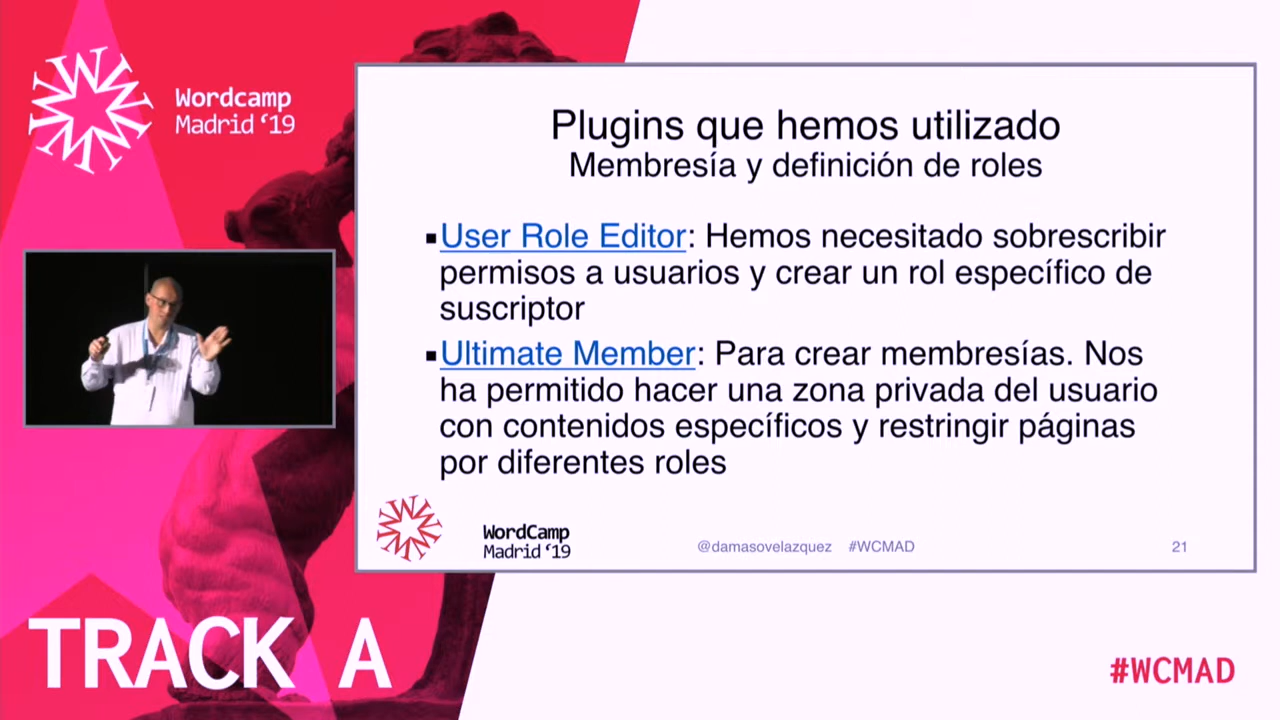 Wordcamp
Madrid ‘19
Plugins que hemos utilizado
Membresía y definición de roles
▪User Role Editor: Hemos necesitado sobrescribir
permisos a usuarios y crear un rol específico de
suscriptor
▪Ultimate Member: Para crear membresías. Nos
ha permitido hacer una zona privada del usuario
con contenidos específicos y restringir páginas
por diferentes roles
WordCamp
Madrid ‘19
@damasovelazquez #WCMAD
21
TRACK A
#WCMAD